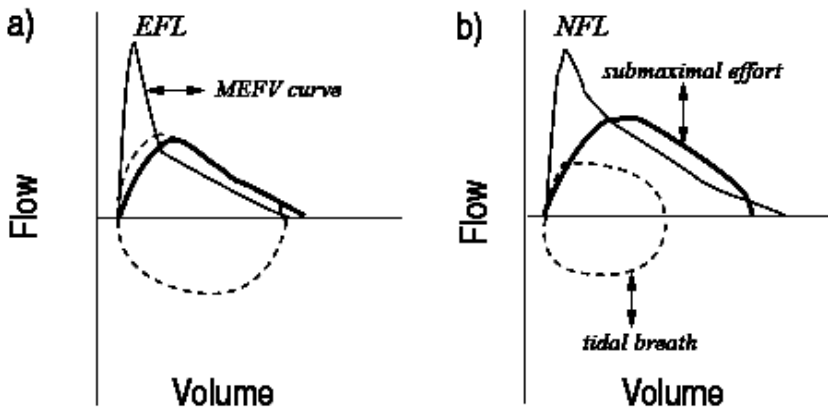 a)
EFL
MEFV curve
Flow
Volume
b)
NFL
submaximal effort
Flow
tidal breath
Volume